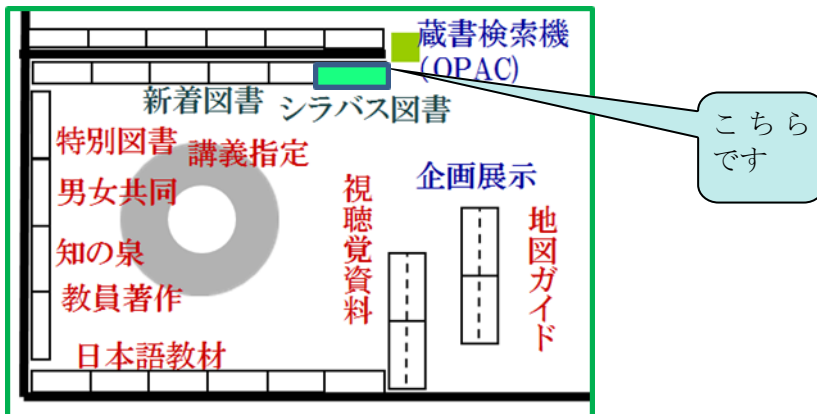 蔵書検索機
(OPAC)
新着図書
シラバス図書
こちら
です
特別図書
講義指定
男女共同
知の泉
教員著作
日本語教材
視聴覚資料
企画展示
地図ガイド